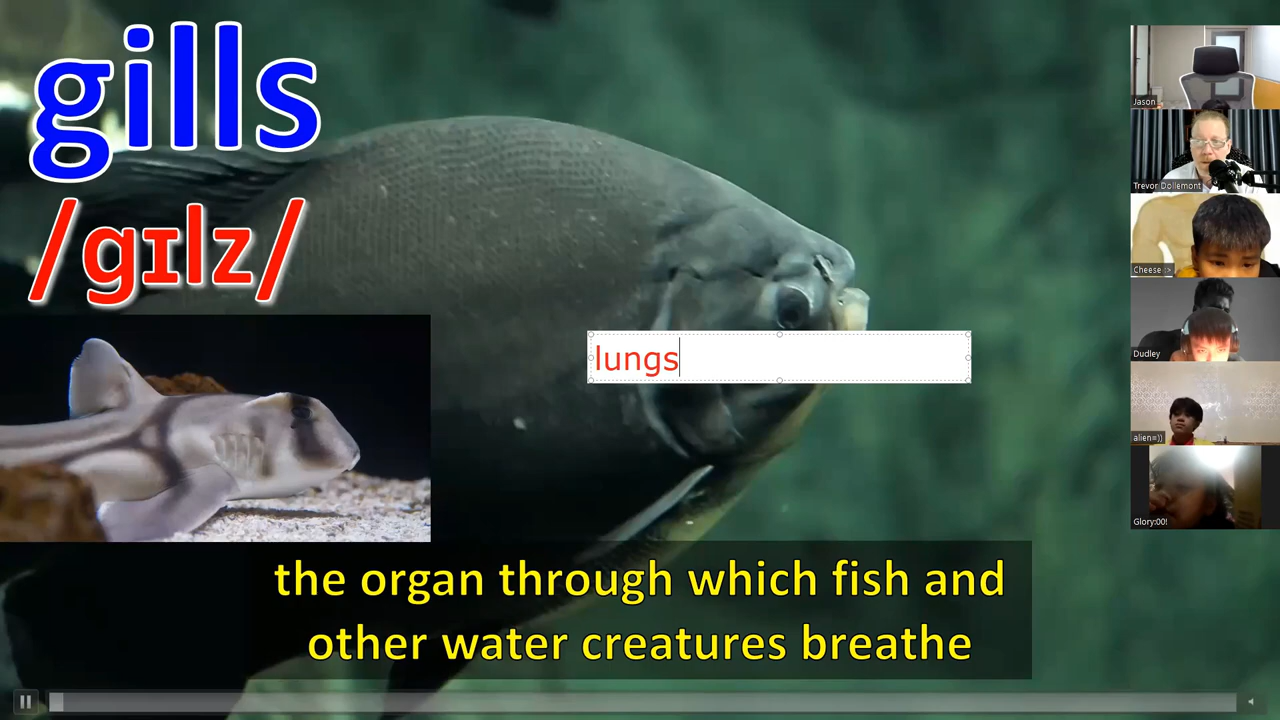 gills
/gɪlz/
lungs
the organ through which fish and
other water creatures breathe
Jason
Trevor Dollemont
Cheese :>
Dudley
alien=))
Glory:00!